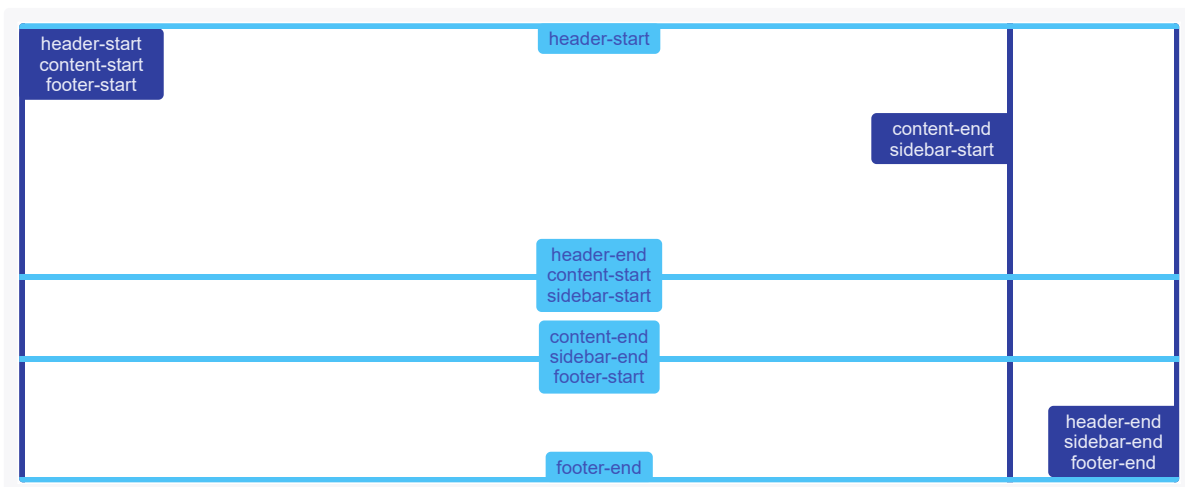 header-start
content-start
footer-start
header-start
content-end
sidebar-start
header-end
content-start
sidebar-start
content-end
sidebar-end
footer-start
header-end
sidebar-end
footer-end
footer-end